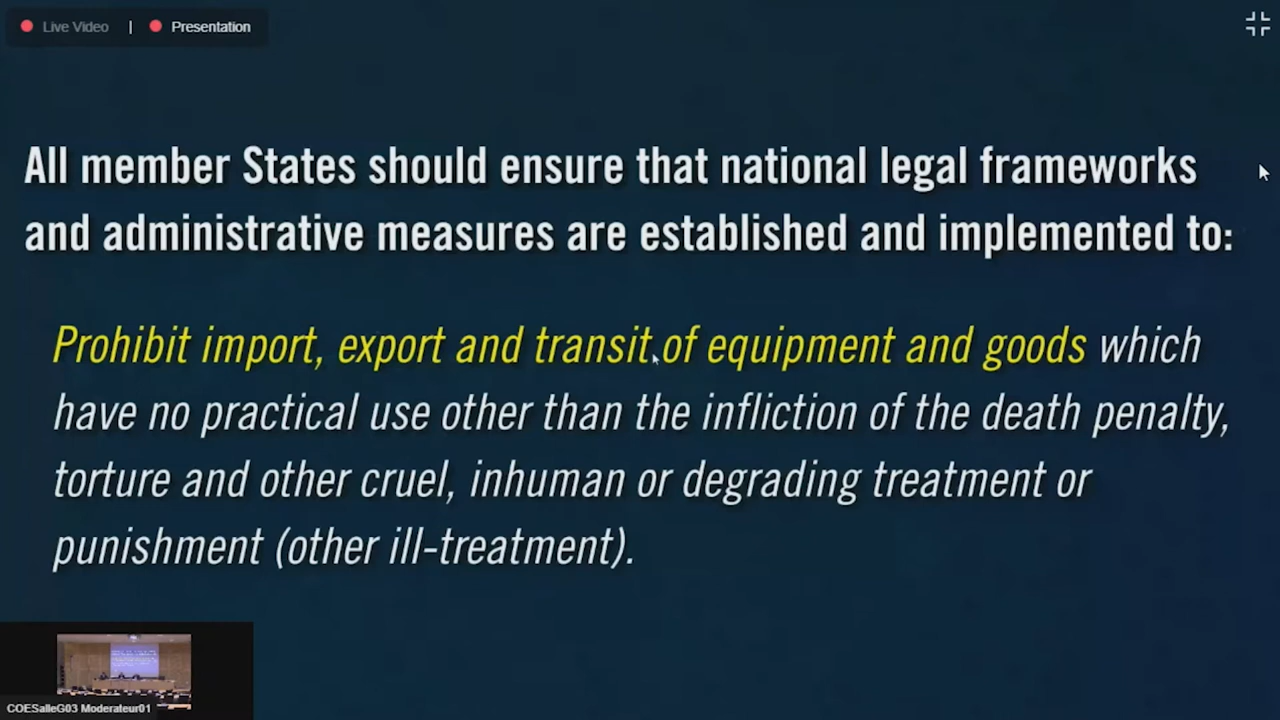 Live Video | Presentation
All member States should ensure that national legal frameworks
and administrative measures are established and implemented to:
Prohibit import, export and transit of equipment and goods which
have no practical use other than the infliction of the death penalty,
torture and other cruel, inhuman or degrading treatment or
punishment (other ill-treatment).
COESalleG03 Moderateur01